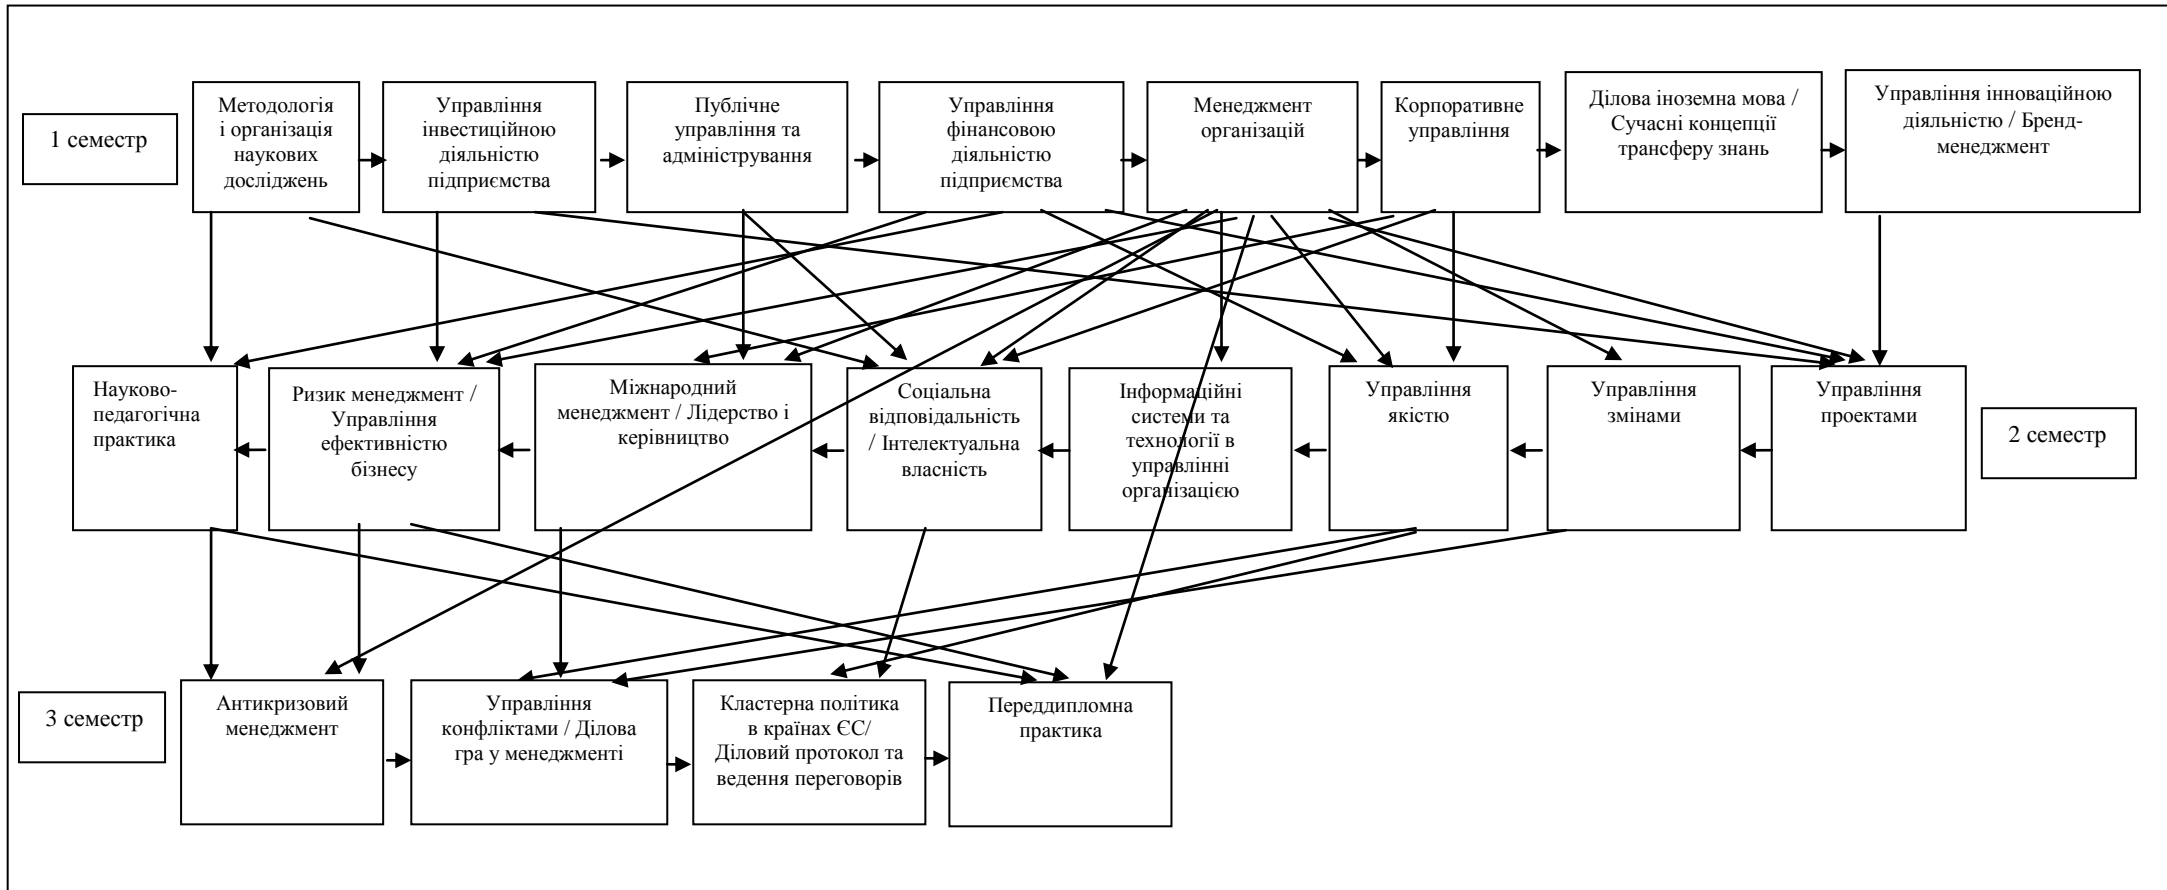 1 семестр
Методологія
і організація
наукових
досліджень
Управління
інвестиційною
діяльністю
підприємства
Публічне
управління та
адміністрування
Управління
фінансовою
діяльністю
підприємства
Менеджмент
організацій
Корпоративне
управління
Ділова іноземна мова /
Сучасні концепції
трансферу знань
Управління інноваційною
діяльністю / Бренд-
менеджмент
Науково-
педагогічна
практика
Ризик менеджмент /
Управління
ефективністю
бізнесу
Міжнародний
менеджмент / Лідерство і
керівництво
Соціальна
відповідальність
/ Інтелектуальна
власність
Інформаційні
системи та
технології в
управлінні
організацією
Управління
якістю
Управління
змінами
Управління
проектами
2 семестр
3 семестр
Антикризовий
менеджмент
Управління
конфліктами / Ділова
гра у менеджменті
Кластерна політика
в країнах ЄС/
Діловий протокол та
ведення переговорів
Переддипломна
практика